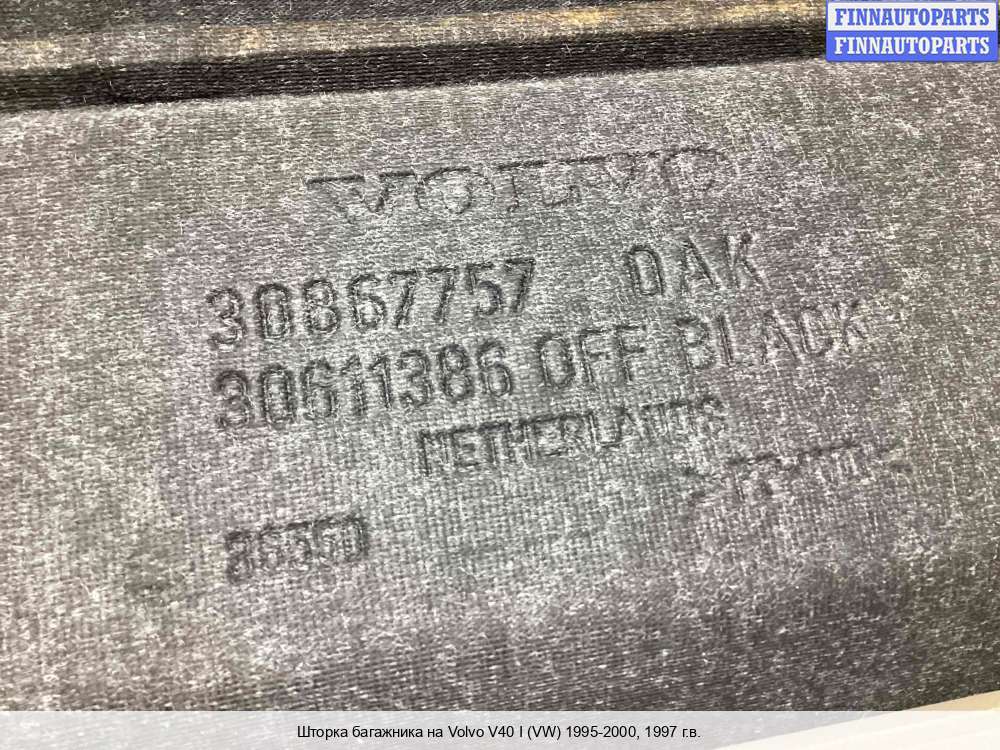 FINNAUTOPARTS
FINNAUTOPARTS
VOLVO
30867757 OAK
30611386 OFF BLACK
NETHERLANDS
Шторка багажника на Volvo V40 I (VW) 1995-2000, 1997 г.в.